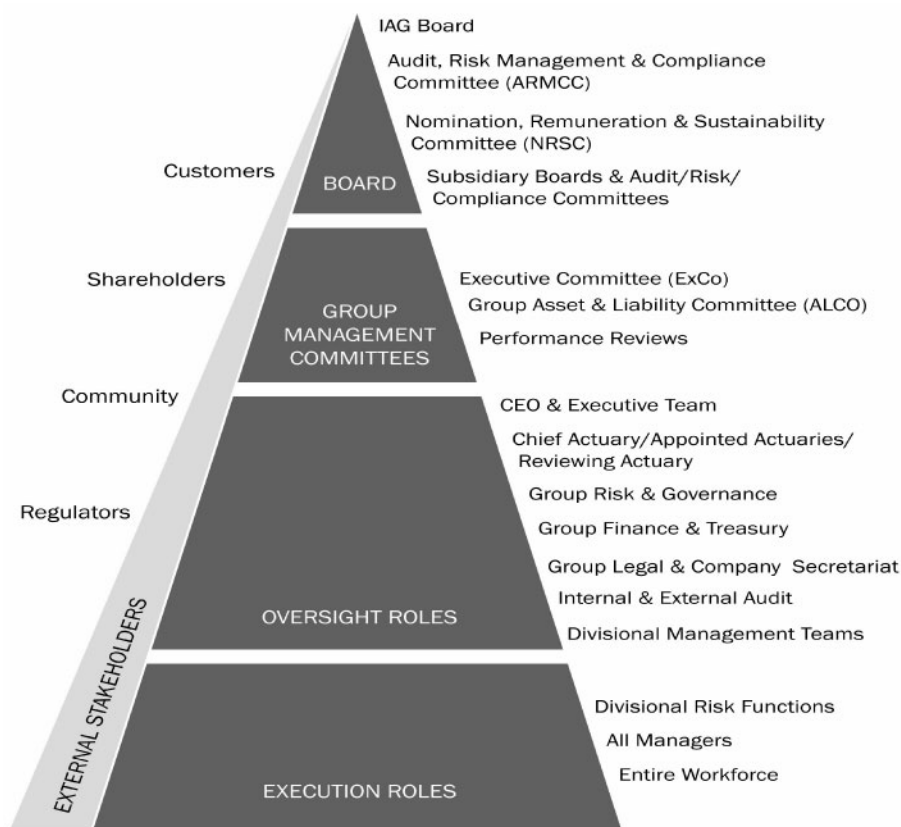 IAG Board
Audit, Risk Management & Compliance
Committee (ARMCC)
Nomination, Remuneration & Sustainability
Committee (NRSC)
Customers
BOARD
Subsidiary Boards & Audit/Risk/
Compliance Committees
Shareholders
Executive Committee (ExCo)
Group Asset & Liability Committee (ALCO)
GROUP
MANAGEMENT
COMMITTEES
Performance Reviews
Community
CEO & Executive Team
Chief Actuary/Appointed Actuaries/
Reviewing Actuary
Regulators
Group Risk & Governance
Group Finance & Treasury
Group Legal & Company Secretariat
Internal & External Audit
OVERSIGHT ROLES
Divisional Management Teams
EXTERNAL STAKEHOLDERS
Divisional Risk Functions
All Managers
Entire Workforce
EXECUTION ROLES